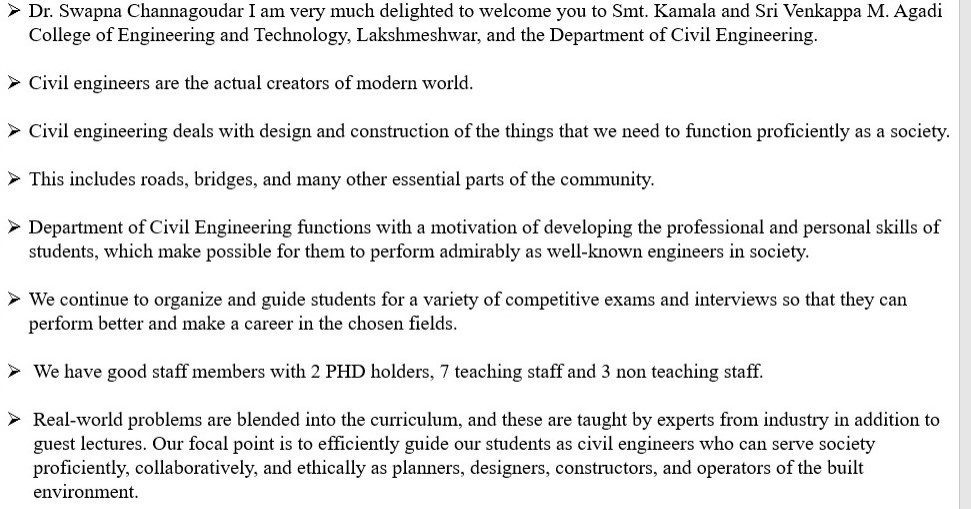 ➤ Dr. Swapna Channagoudar I am very much delighted to welcome you to Smt. Kamala and Sri Venkappa M. Agadi
College of Engineering and Technology, Lakshmeshwar, and the Department of Civil Engineering.
➤ Civil engineers are the actual creators of modern world.
➤ Civil engineering deals with design and construction of the things that we need to function proficiently as a society.
➤ This includes roads, bridges, and many other essential parts of the community.
➤ Department of Civil Engineering functions with a motivation of developing the professional and personal skills of
students, which make possible for them to perform admirably as well-known engineers in society.
➤ We continue to organize and guide students for a variety of competitive exams and interviews so that they can
perform better and make a career in the chosen fields.
➤ We have good staff members with 2 PHD holders, 7 teaching staff and 3 non teaching staff.
➤ Real-world problems are blended into the curriculum, and these are taught by experts from industry in addition to
guest lectures. Our focal point is to efficiently guide our students as civil engineers who can serve society
proficiently, collaboratively, and ethically as planners, designers, constructors, and operators of the built
environment.